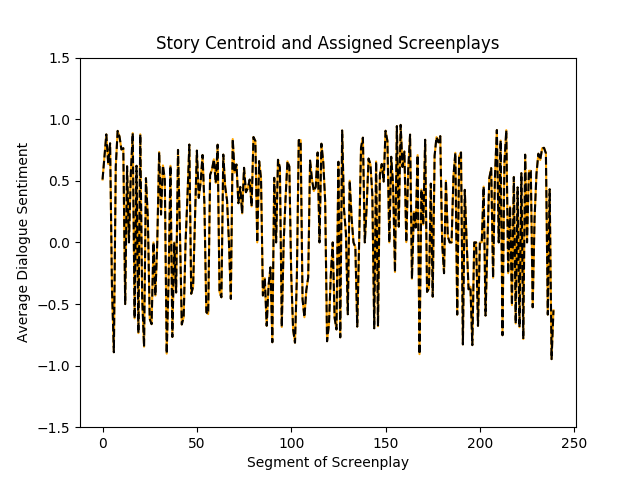 Story Centroid and Assigned Screenplays
1.5
1.0
0.5
0.0
−0.5
−1.0
−1.5
Average Dialogue Sentiment
0 50 100 150 200 250
Segment of Screenplay